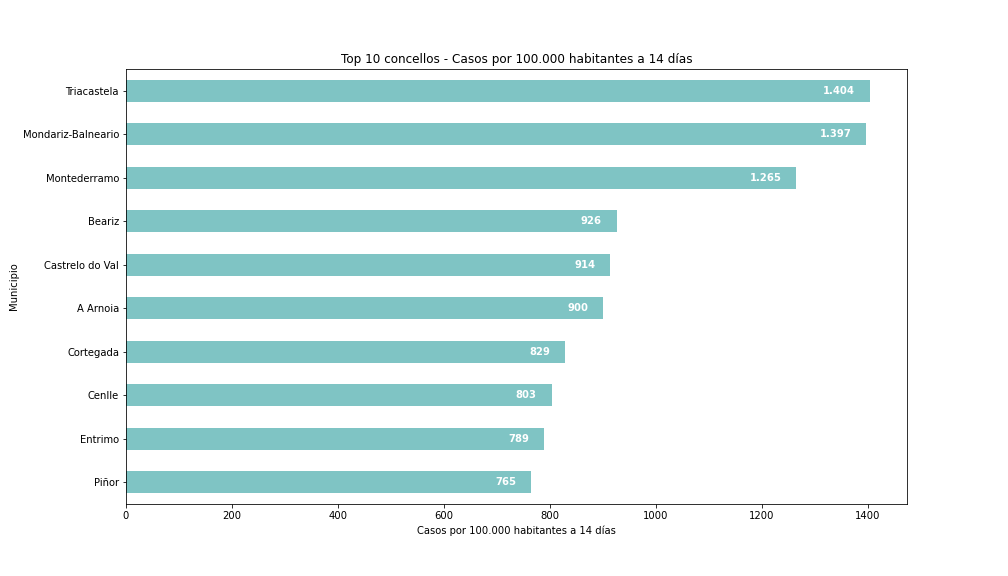 Top 10 concellos - Casos por 100.000 habitantes a 14 días
Municipio
Triacastela 1.404
Mondariz-Balneario 1.397
Montederramo 1.265
Beariz 926
Castrelo do Val 914
A Arnoia 900
Cortegada 829
Cenlle 803
Entrimo 789
Piñor 765
0 200 400 600 800 1000 1200 1400
Casos por 100.000 habitantes a 14 días